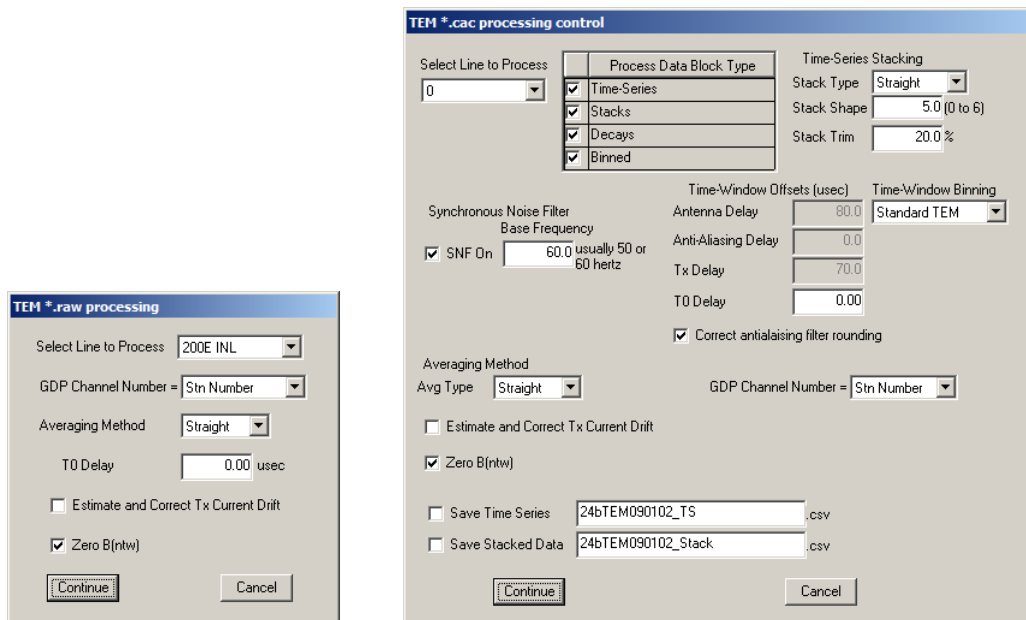 TEM *.raw processing
Select Line to Process 200E INL
GDP Channel Number = Stn Number
Averaging Method Straight
T0 Delay 0.00 usec
Estimate and Correct Tx Current Drift
Zero B(ntw)
Continue Cancel
TEM *.cac processing control
Select Line to Process
0
Process Data Block Type
Time-Series
Stacks
Decays
Binned
Time-Series Stacking
Stack Type Straight
Stack Shape 5.0 (0 to 6)
Stack Trim 20.0 %
Synchronous Noise Filter
Base Frequency
SNF On 60.0 usually 50 or
60 hertz
Time-Window Offsets (usec)
Antenna Delay 80.0
Anti-Aliasing Delay 0.0
Tx Delay 70.0
T0 Delay 0.00
Time-Window Binning
Standard TEM
Correct antialaising filter rounding
Averaging Method
Avg Type Straight
GDP Channel Number = Stn Number
Estimate and Correct Tx Current Drift
Zero B(ntw)
Save Time Series 24bTEM090102_TS .csv
Save Stacked Data 24bTEM090102_Stack .csv
Continue Cancel